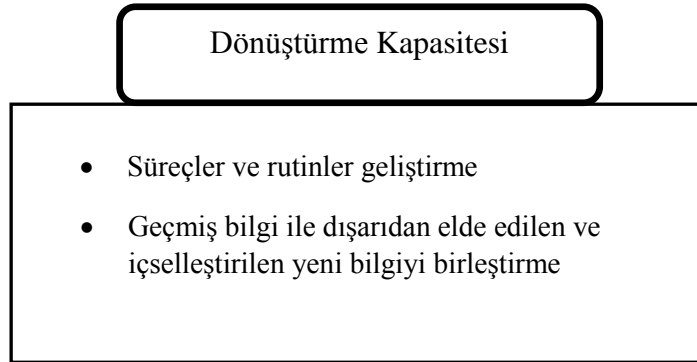 Dönüştürme Kapasitesi
• Süreçler ve rutinler geliştirme
• Geçmiş bilgi ile dışarıdan elde edilen ve
içselleştirilen yeni bilgiyi birleştirme